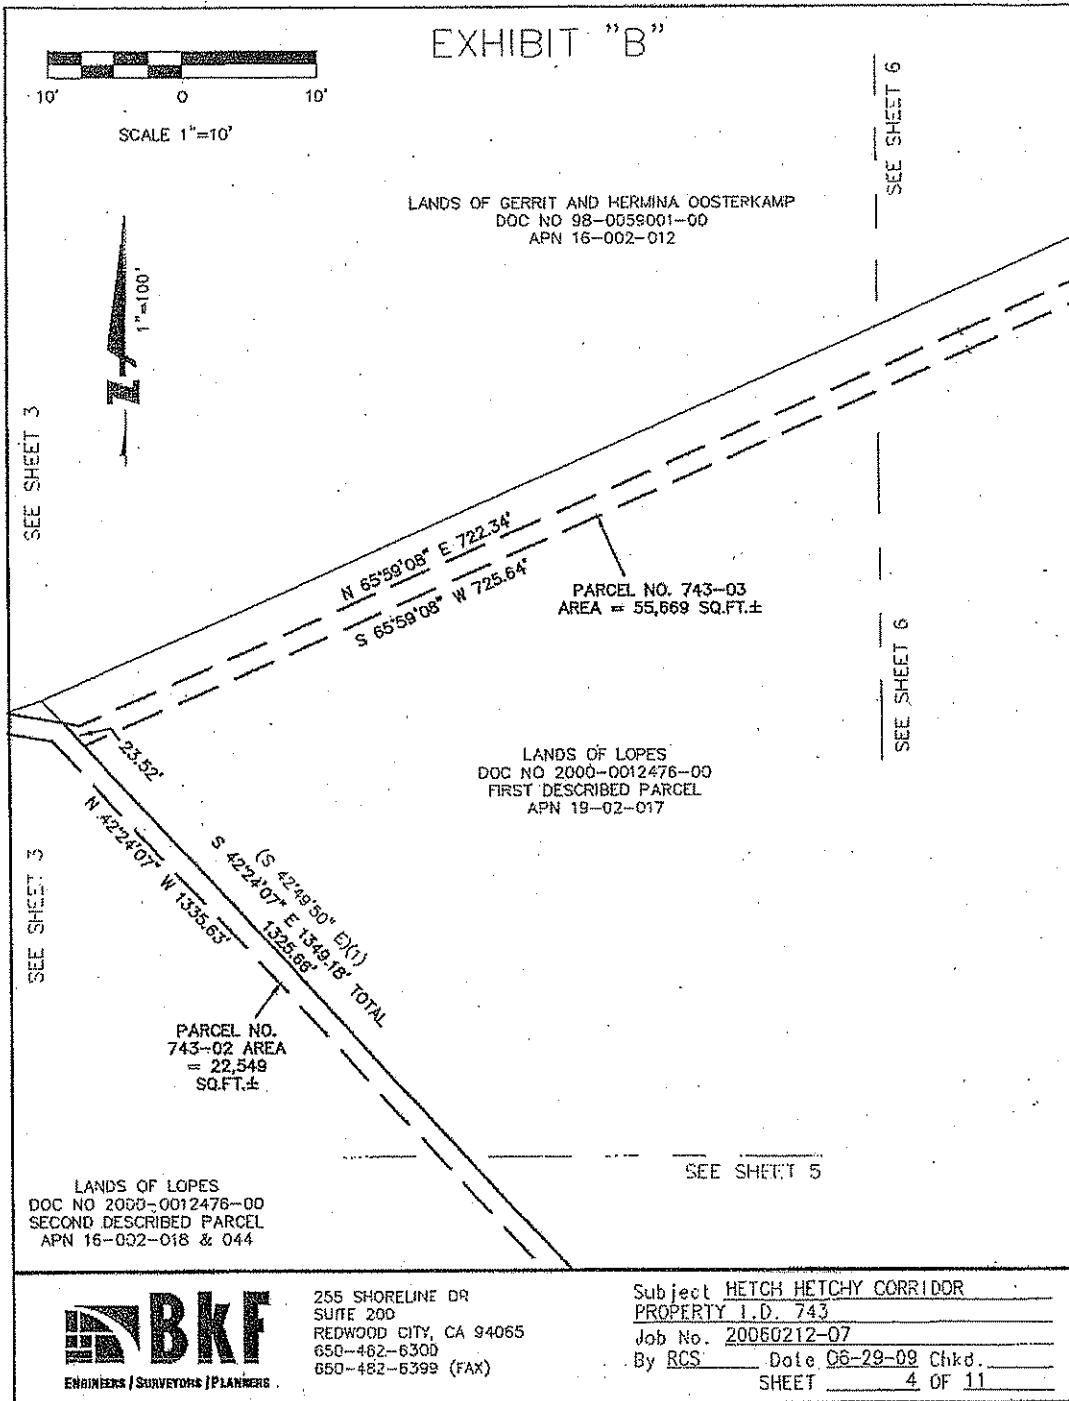 EXHIBIT "B"
10' 0 10'
SCALE 1"=10'
SEE SHEET 6
LANDS OF GERRIT AND HERMINA OOSTERKAMP
DOC NO 98-0059001-00
APN 16-002-012
1"=100'
SEE SHEET 3
N 65°59'08" E 722.34'
S 65°59'08" W 725.64'
PARCEL NO. 743-03
AREA = 55,669 SQ.FT.±
SEE SHEET 6
23.52'
LANDS OF LOPES
DOC NO 2000-0012476-00
FIRST DESCRIBED PARCEL
APN 19-02-017
SEE SHEET 3
N 42°24'07" W 1335.63'
(S 42°49'50" E)(1)
S 42°24'07" E 1349.18' TOTAL
1325.66'
PARCEL NO.
743-02 AREA
= 22,549
SQ.FT.±
SEE SHEET 5
LANDS OF LOPES
DOC NO 2000-0012476-00
SECOND DESCRIBED PARCEL
APN 16-002-018 & 044
BKF
ENGINEERS / SURVEYORS / PLANNERS
255 SHORELINE DR
SUITE 200
REDWOOD CITY, CA 94065
650-482-6300
650-482-6399 (FAX)
Subject HETCH HETCHY CORRIDOR
PROPERTY I.D. 743
Job No. 20060212-07
By RCS Date 06-29-09 Chkd.
SHEET 4 OF 11